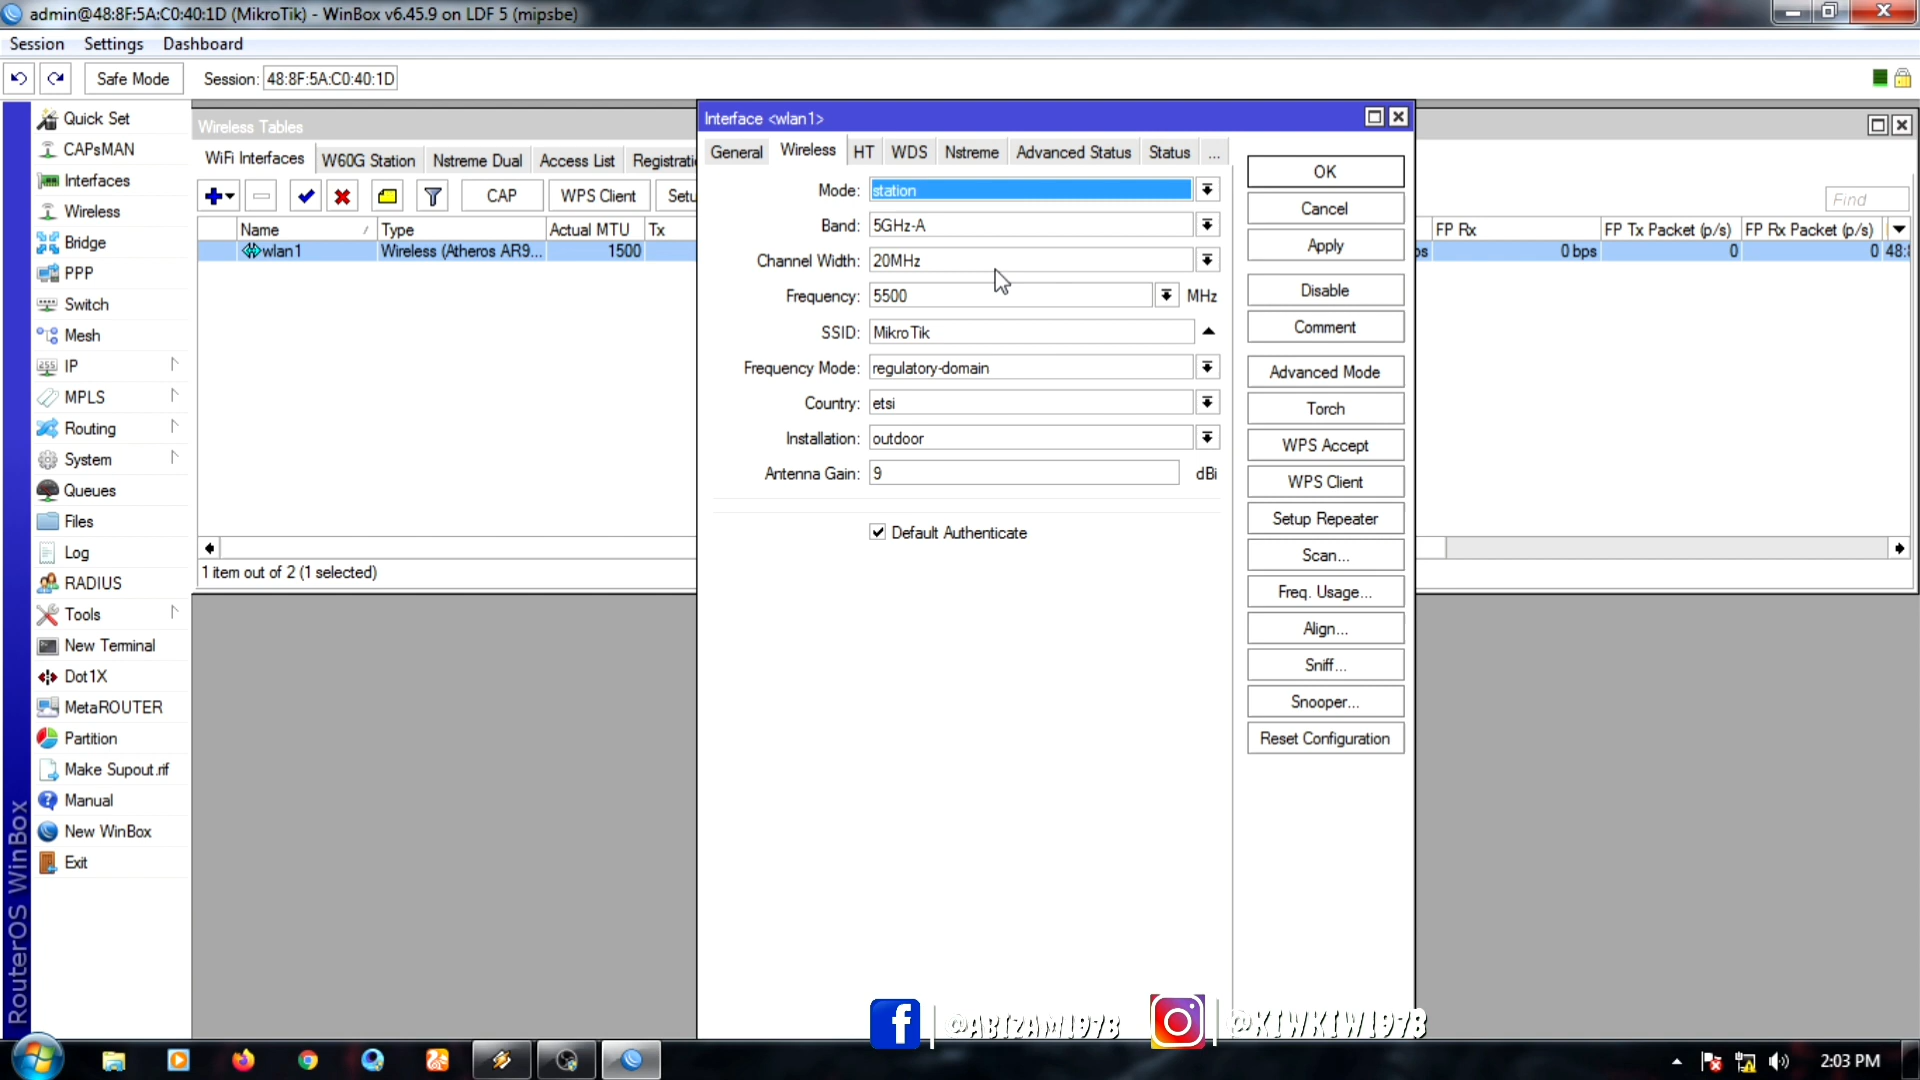 admin@48:8F:5A:C0:40:1D (MikroTik) - WinBox v6.45.9 on LDF 5 (mipsbe)
Session Settings Dashboard
Safe Mode Session: 48:8F:5A:C0:40:1D
Quick Set
CAPsMAN
Interfaces
Wireless
Bridge
PPP
Switch
Mesh
IP
MPLS
Routing
System
Queues
Files
Log
RADIUS
Tools
New Terminal
Dot1X
MetaROUTER
Partition
Make Supout.rif
Manual
New WinBox
Exit
RouterOS WinBox
Wireless Tables
WiFi Interfaces W60G Station Nstreme Dual Access List Registrati
CAP WPS Client Setu
Find
Name Type Actual MTU Tx FP Rx FP Tx Packet (p/s) FP Rx Packet (p/s)
wlan1 Wireless (Atheros AR9... 1500 ps 0 bps 0 0 48:
1 item out of 2 (1 selected)
Interface <wlan1>
General Wireless HT WDS Nstreme Advanced Status Status ...
Mode: station
Band: 5GHz-A
Channel Width: 20MHz
Frequency: 5500 MHz
SSID: MikroTik
Frequency Mode: regulatory-domain
Country: etsi
Installation: outdoor
Antenna Gain: 9 dBi
Default Authenticate
OK
Cancel
Apply
Disable
Comment
Advanced Mode
Torch
WPS Accept
WPS Client
Setup Repeater
Scan...
Freq. Usage...
Align...
Sniff...
Snooper...
Reset Configuration
@ABIZAM1978 @KIWKIW1978
2:03 PM